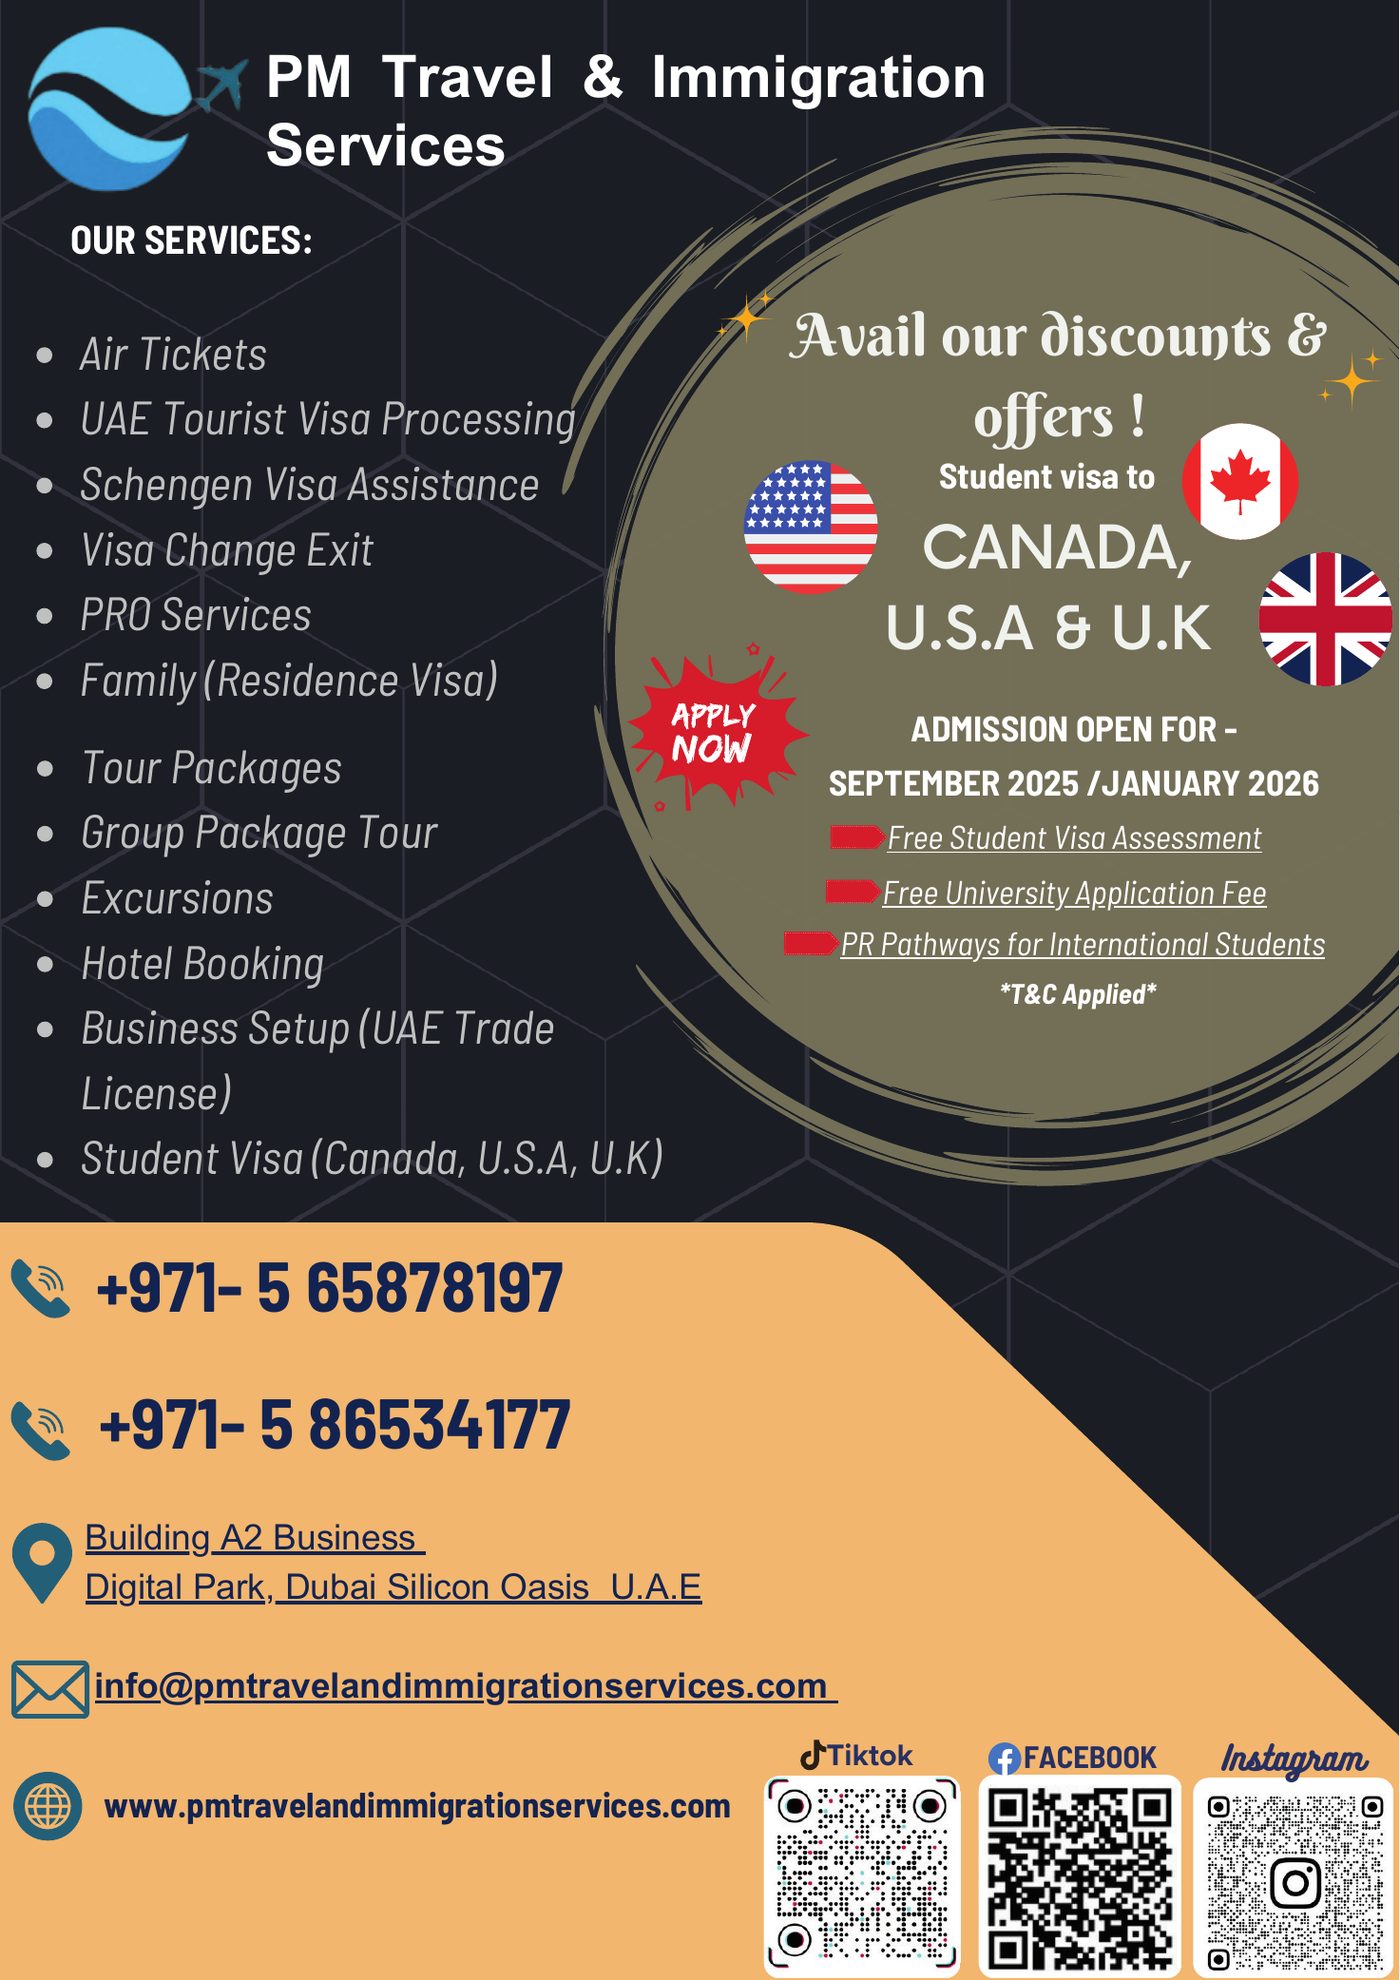 PM Travel & Immigration
Services
OUR SERVICES:
• Air Tickets
• UAE Tourist Visa Processing
• Schengen Visa Assistance
• Visa Change Exit
• PRO Services
• Family (Residence Visa)
• Tour Packages
• Group Package Tour
• Excursions
• Hotel Booking
• Business Setup (UAE Trade
License)
• Student Visa (Canada, U.S.A, U.K)
Avail our discounts &
offers !
Student visa to
CANADA,
U.S.A & U.K
APPLY
NOW
ADMISSION OPEN FOR -
SEPTEMBER 2025 /JANUARY 2026
Free Student Visa Assessment
Free University Application Fee
PR Pathways for International Students
*T&C Applied*
+971- 5 65878197
+971- 5 86534177
Building A2 Business
Digital Park, Dubai Silicon Oasis U.A.E
info@pmtravelandimmigrationservices.com
www.pmtravelandimmigrationservices.com
Tiktok
FACEBOOK
Instagram